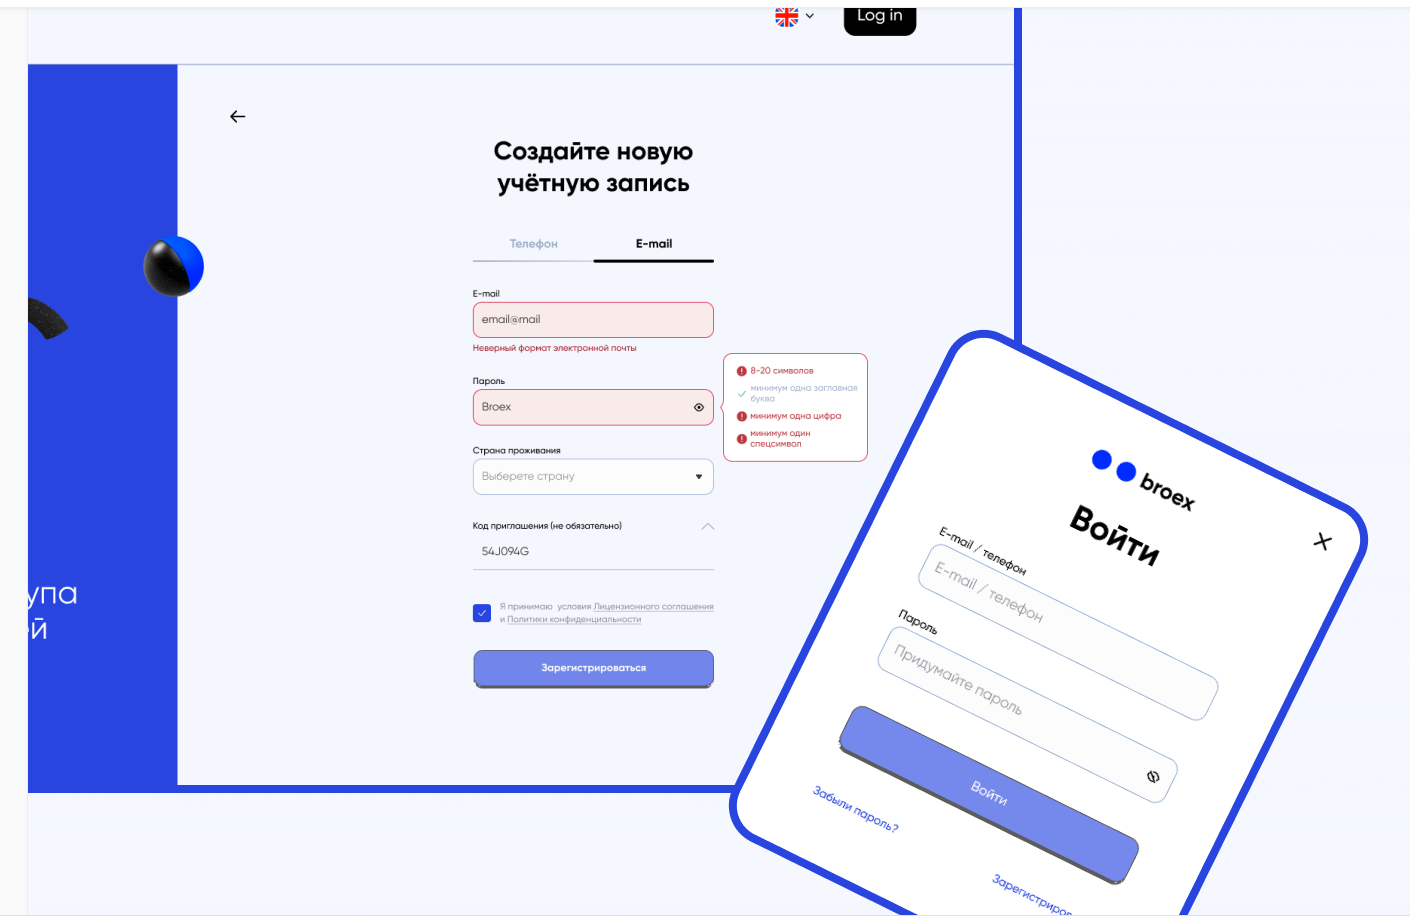 Log in
Создайте новую
учётную запись
Телефон
E-mail
E-mail
email@mail
Неверный формат электронной почты
Пароль
Broex
8-20 символов
минимум одна заглавная
буква
минимум одна цифра
минимум один
спецсимвол
Страна проживания
Выберете страну
Код приглашения (не обязательно)
54J094G
Я принимаю условия Лицензионного соглашения
и Политики конфиденциальности
Зарегистрироваться
упа
й
broex
Войти
E-mail / телефон
E-mail / телефон
Пароль
Придумайте пароль
Войти
Забыли пароль?
Зарегистриров